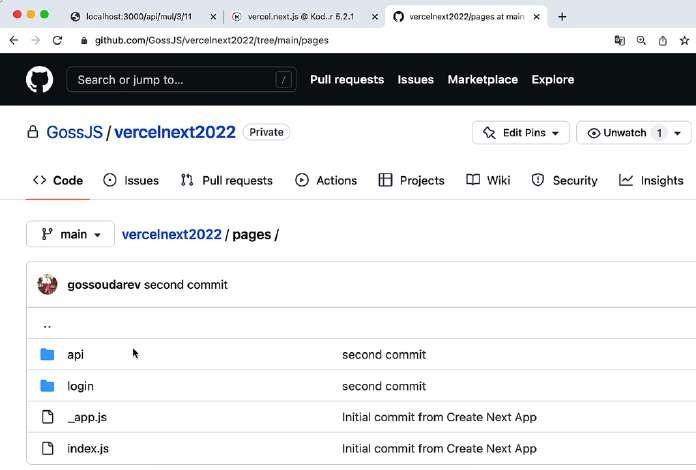 localhost:3000/api/mul/3/11
vercel.next.js @ Kod..r 5.2.1
vercelnext2022/pages at main
github.com/GossJS/vercelnext2022/tree/main/pages
Search or jump to... /
Pull requests Issues Marketplace Explore
GossJS / vercelnext2022 Private
Edit Pins Unwatch 1
Code Issues Pull requests Actions Projects Wiki Security Insights
main vercelnext2022 / pages /
gossoudarev second commit
..
api second commit
login second commit
_app.js Initial commit from Create Next App
index.js Initial commit from Create Next App